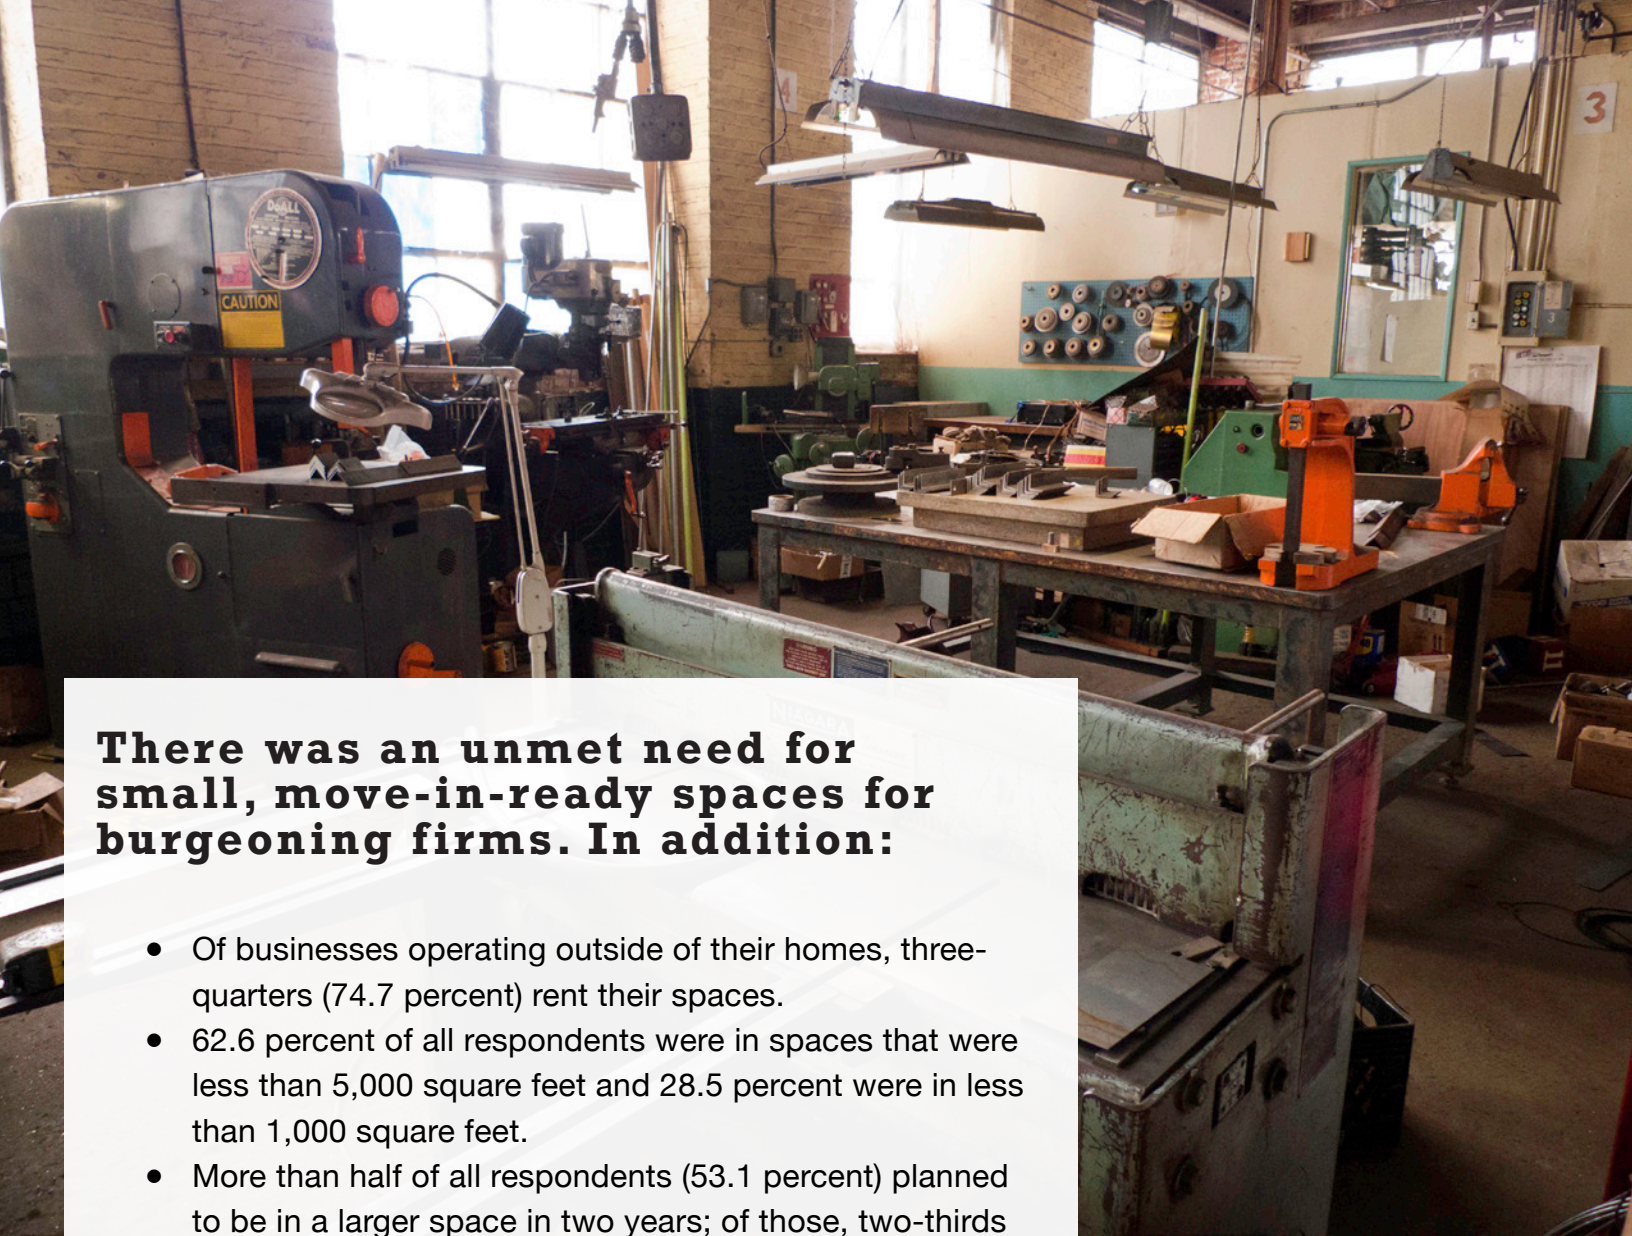 4
3
DoALL
CAUTION
3
NIAGARA
There was an unmet need for
small, move-in-ready spaces for
burgeoning firms. In addition:
• Of businesses operating outside of their homes, three-
quarters (74.7 percent) rent their spaces.
• 62.6 percent of all respondents were in spaces that were
less than 5,000 square feet and 28.5 percent were in less
than 1,000 square feet.
• More than half of all respondents (53.1 percent) planned
to be in a larger space in two years; of those, two-thirds